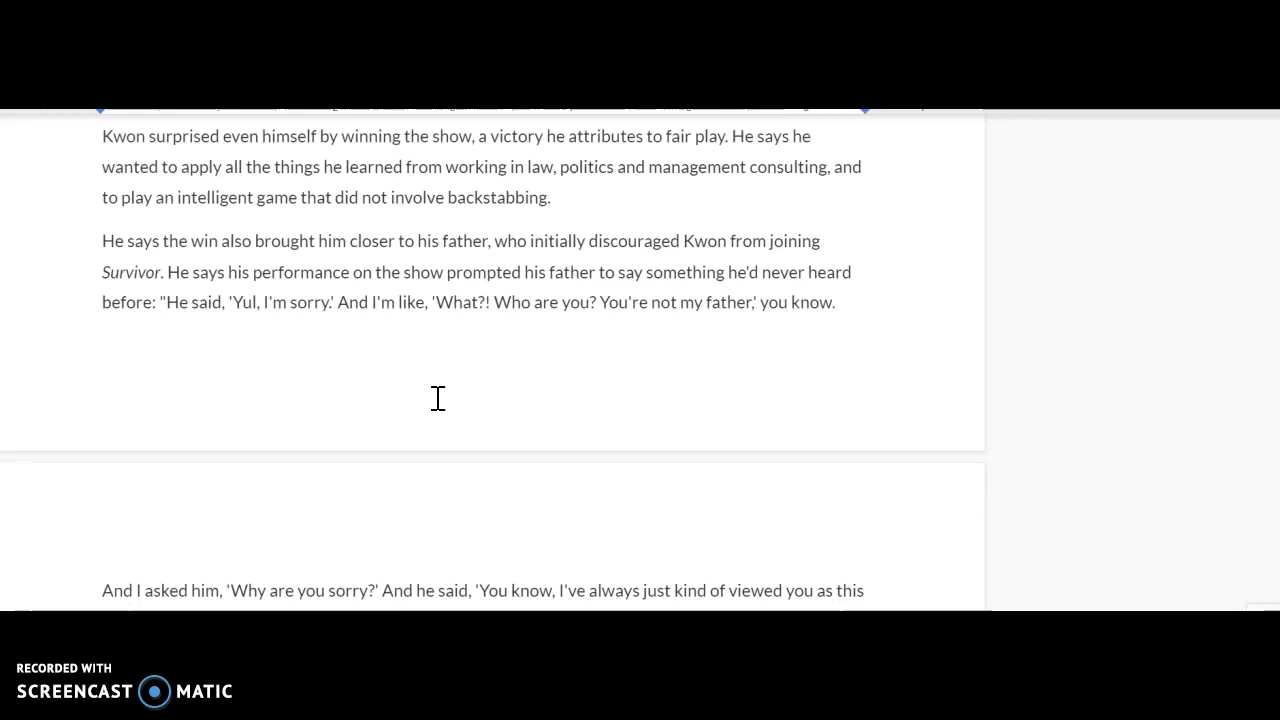 Kwon surprised even himself by winning the show, a victory he attributes to fair play. He says he
wanted to apply all the things he learned from working in law, politics and management consulting, and
to play an intelligent game that did not involve backstabbing.
He says the win also brought him closer to his father, who initially discouraged Kwon from joining
Survivor. He says his performance on the show prompted his father to say something he'd never heard
before: "He said, 'Yul, I'm sorry.' And I'm like, 'What?! Who are you? You're not my father,' you know.
And I asked him, 'Why are you sorry?' And he said, 'You know, I've always just kind of viewed you as this
RECORDED WITH
SCREENCAST MATIC